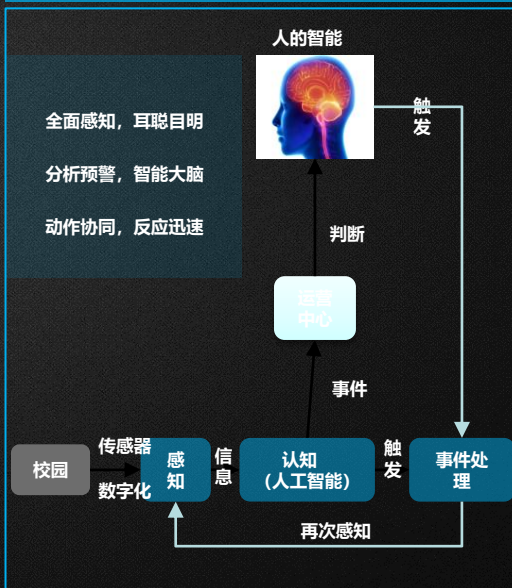 人的智能
触
发
全面感知，耳聪目明
分析预警，智能大脑
动作协同，反应迅速
判断
运营
中心
事件
校园
传感器
数字化
感
知
信
息
认知
（人工智能）
触
发
事件处
理
再次感知